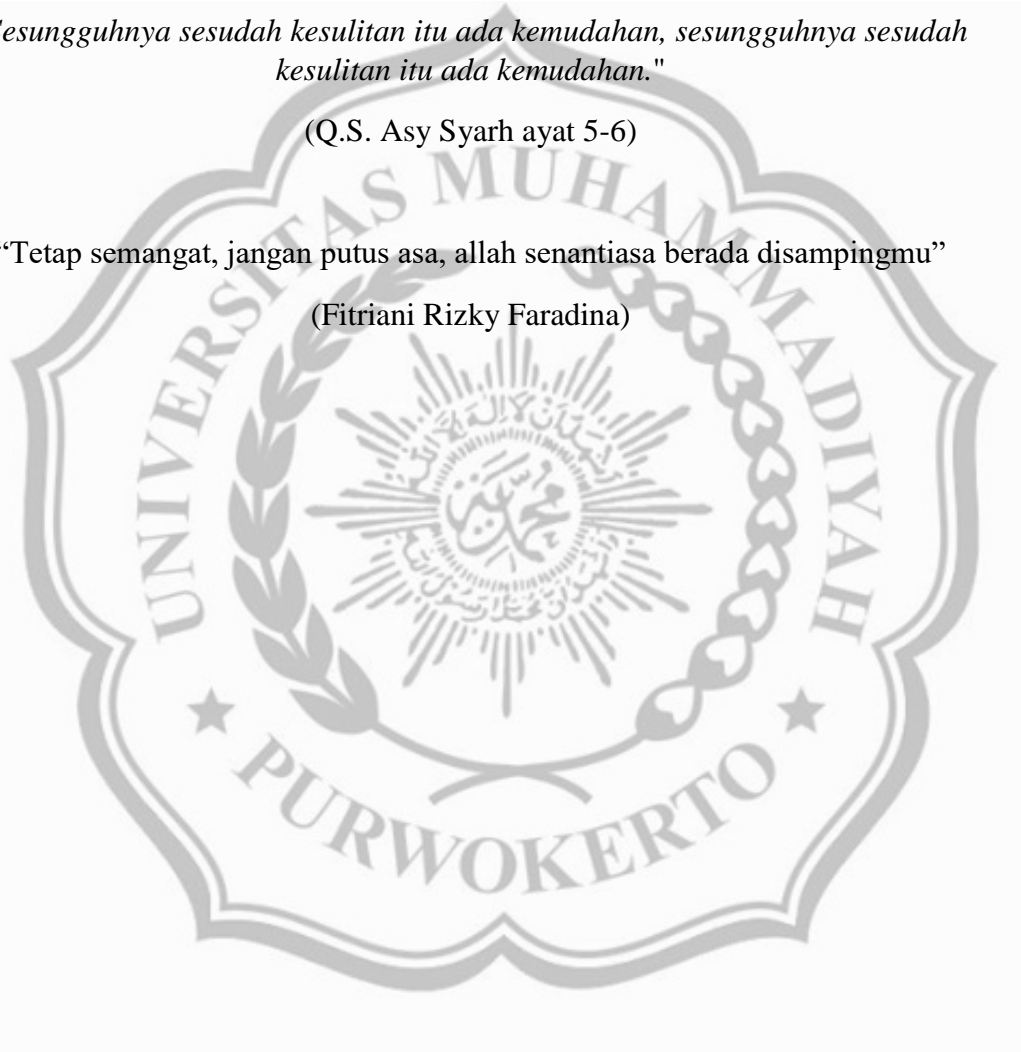 esungguhnya sesudah kesulitan itu ada kemudahan, sesungguhnya sesudah
kesulitan itu ada kemudahan."
(Q.S. Asy Syarh ayat 5-6)
“Tetap semangat, jangan putus asa, allah senantiasa berada disampingmu”
(Fitriani Rizky Faradina)
UNIVERSITAS MUHAMMADIYAH
PURWOKERTO